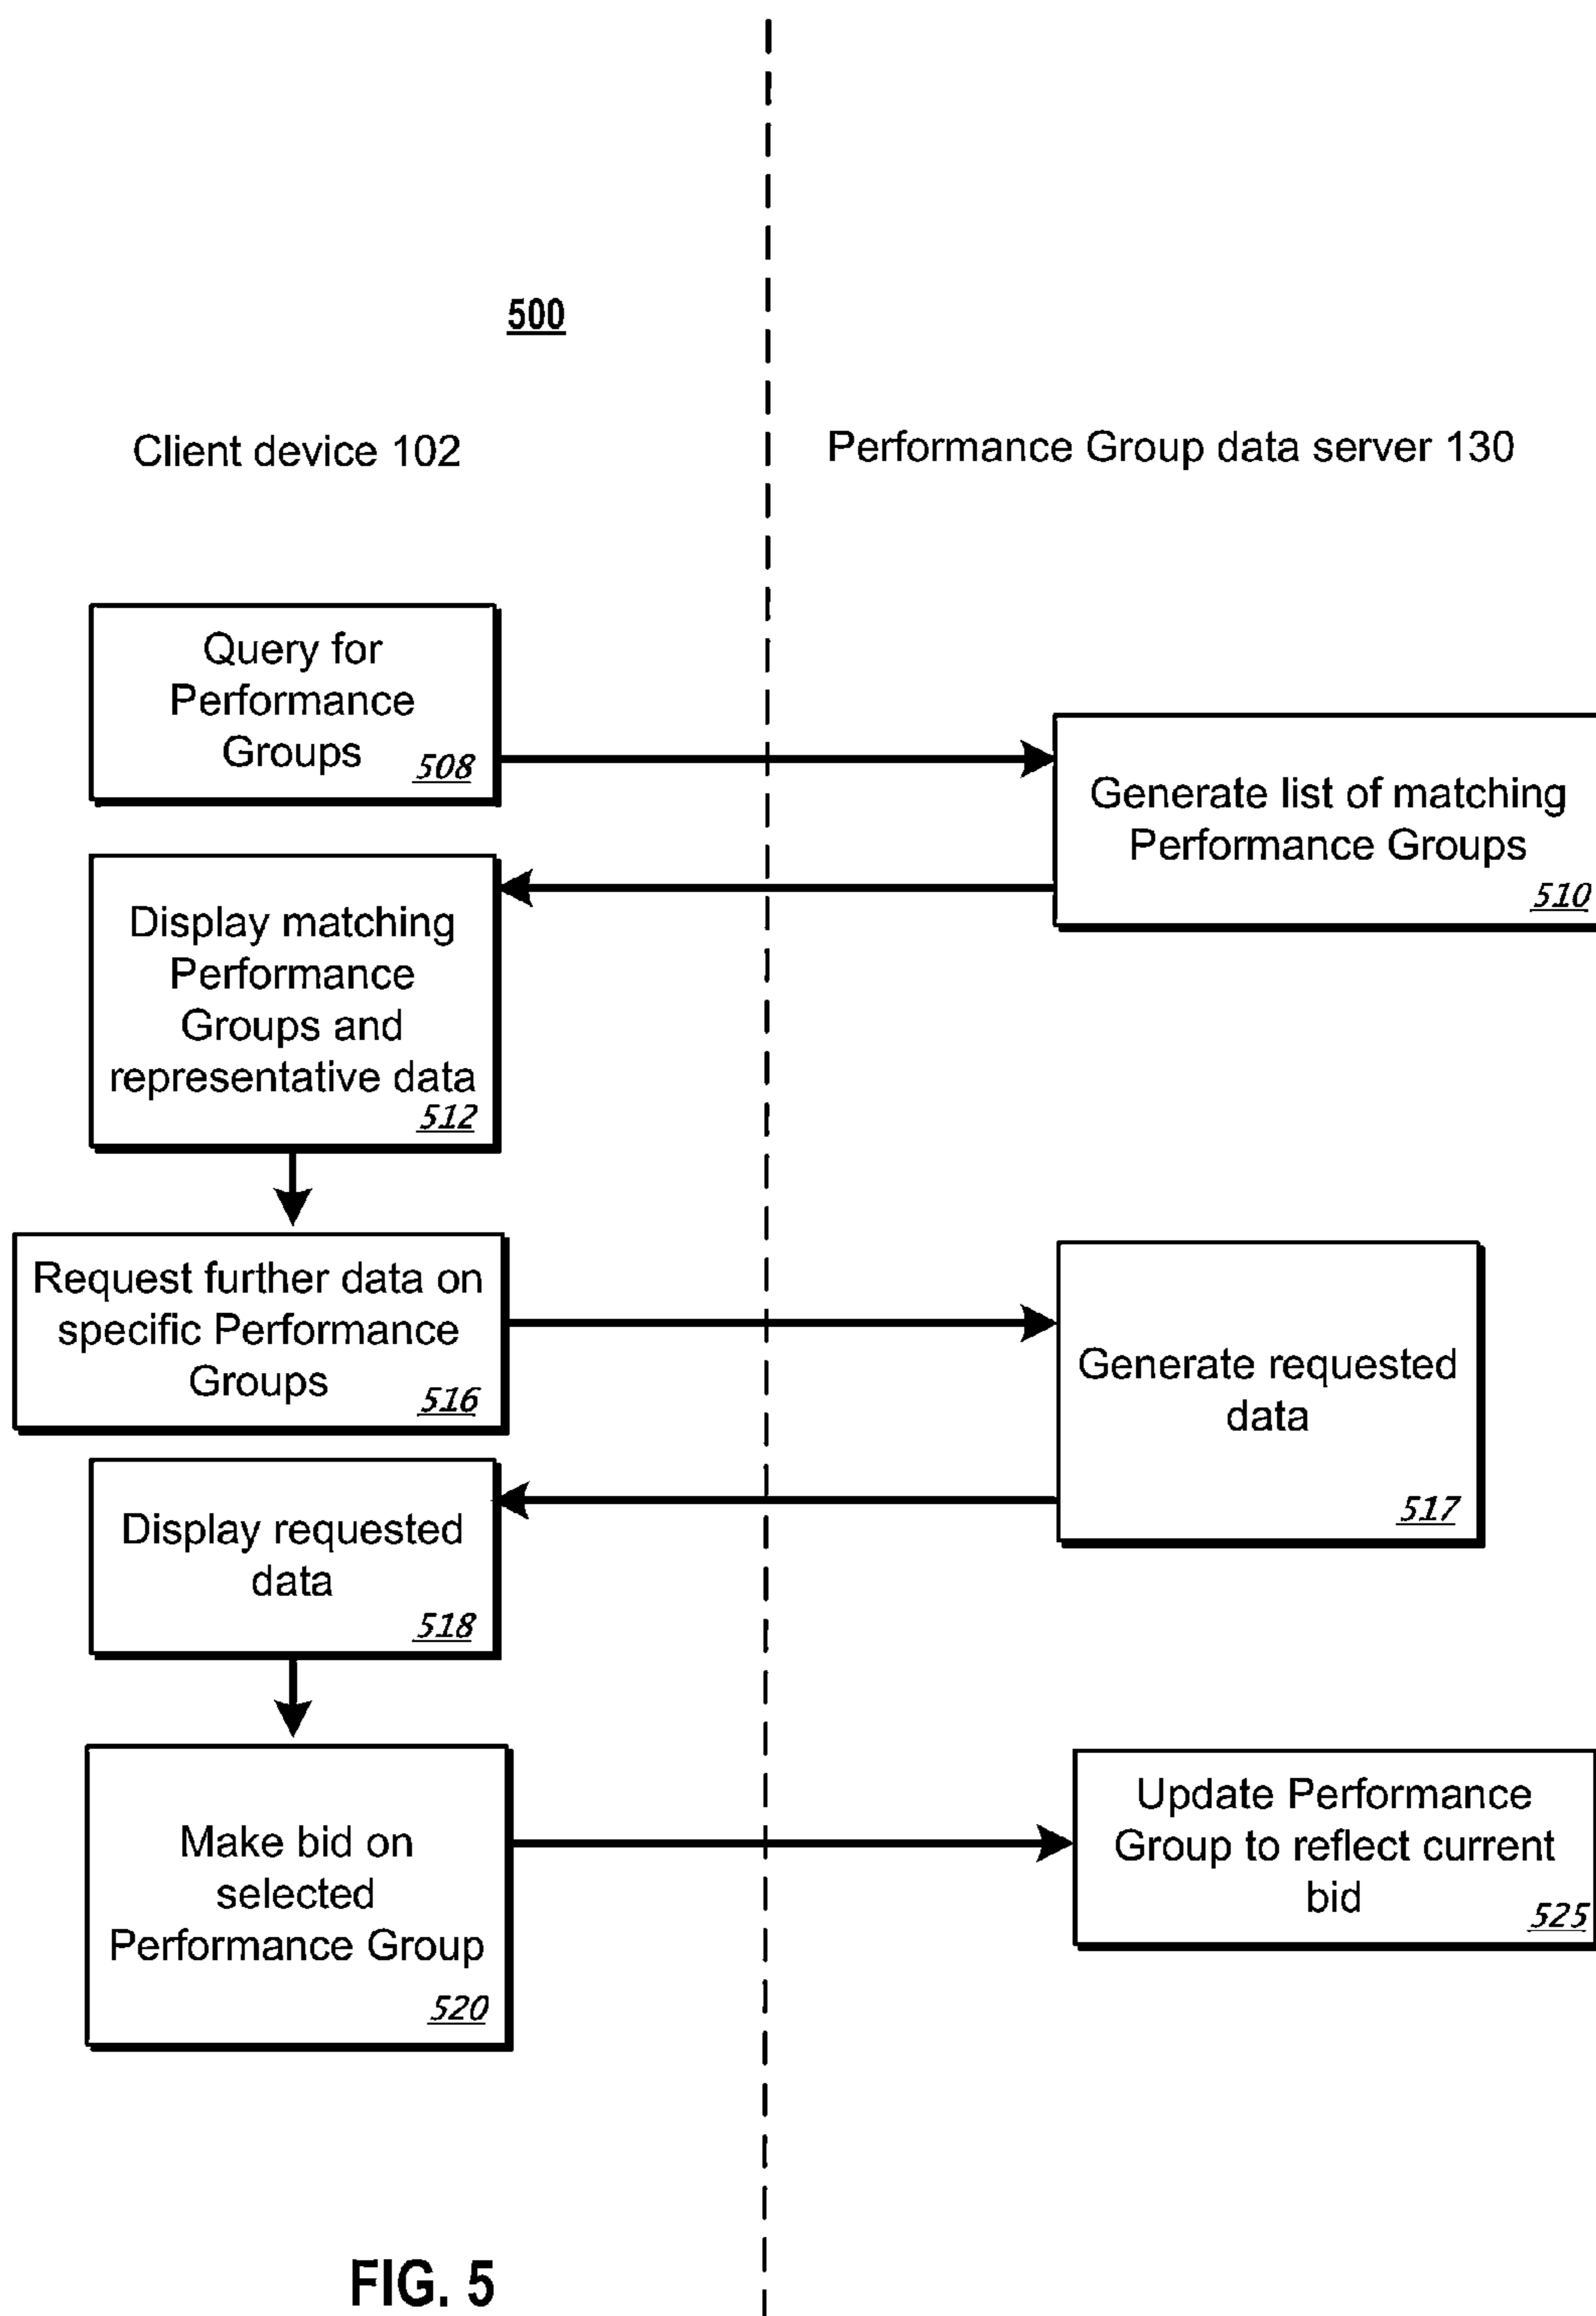 500
Client device 102
Performance Group data server 130
Query for
Performance
Groups
508
Generate list of matching
Performance Groups
510
Display matching
Performance
Groups and
representative data
512
Request further data on
specific Performance
Groups
516
Generate requested
data
517
Display requested
data
518
Make bid on
selected
Performance Group
520
Update Performance
Group to reflect current
bid
525
FIG. 5